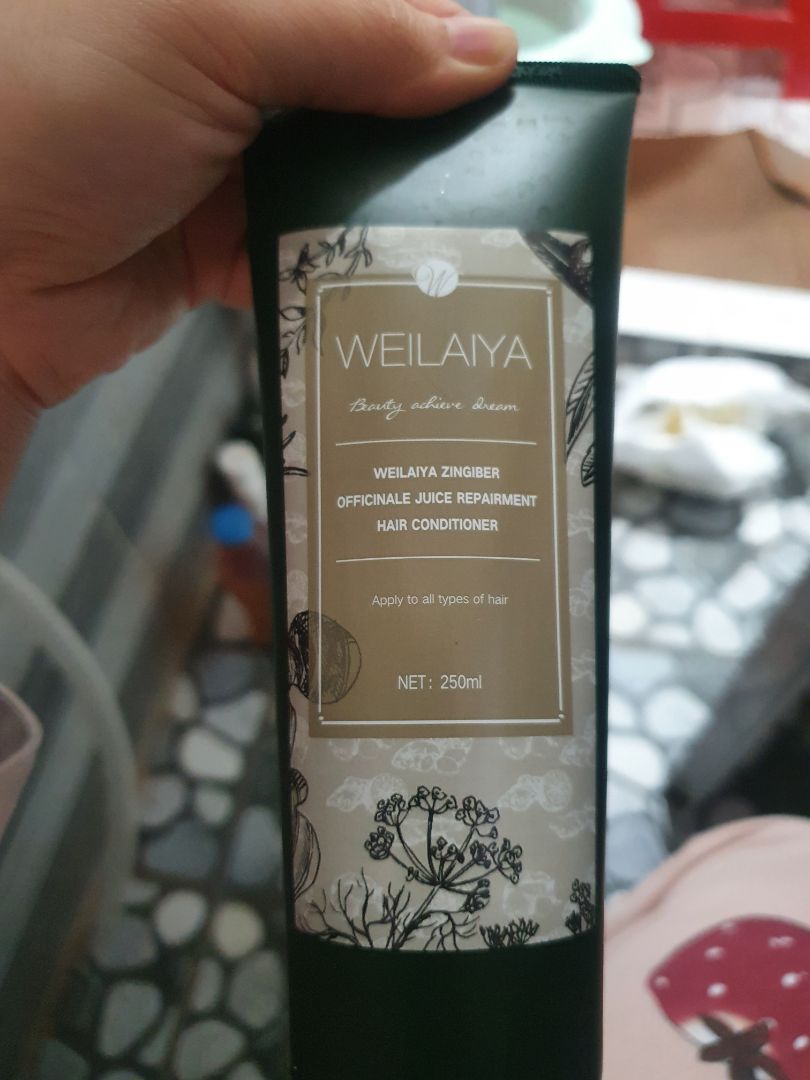 W
WEILAIYA
Beauty achieve dream
WEILAIYA ZINGIBER
OFFICINALE JUICE REPAIRMENT
HAIR CONDITIONER
Apply to all types of hair
NET: 250ml